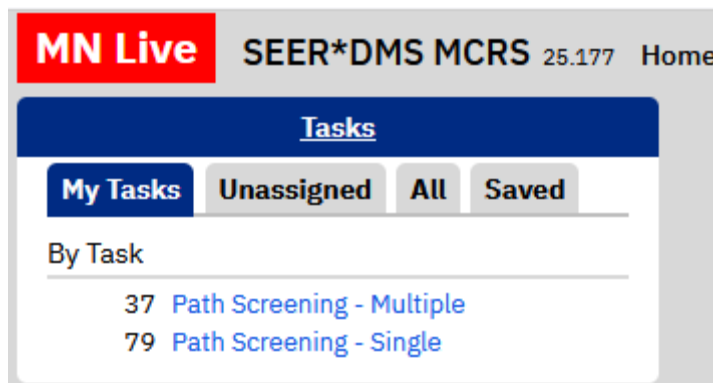 MN Live SEER*DMS MCRS 25.177 Home
Tasks
My Tasks Unassigned All Saved
By Task
37 Path Screening - Multiple
79 Path Screening - Single